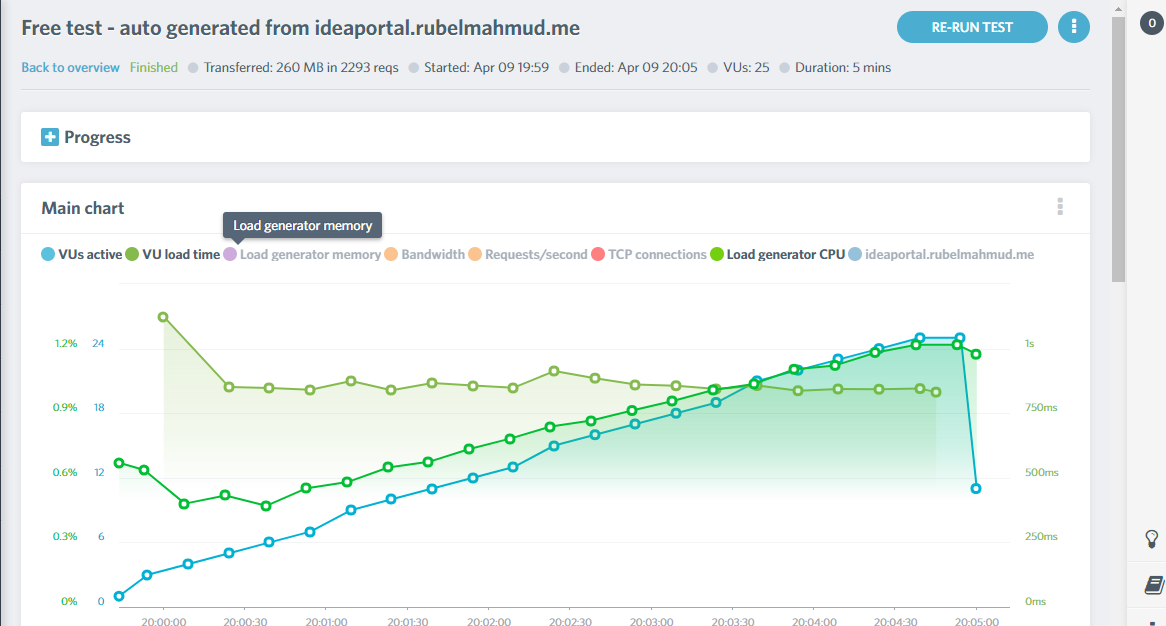 Free test - auto generated from ideaportal.rubelmahmud.me
RE-RUN TEST
0
Back to overview Finished Transferred: 260 MB in 2293 reqs Started: Apr 09 19:59 Ended: Apr 09 20:05 VUs: 25 Duration: 5 mins
Progress
Main chart
Load generator memory
VUs active VU load time Load generator memory Bandwidth Requests/second TCP connections Load generator CPU ideaportal.rubelmahmud.me
1.2% 24 1s
0.9% 18 750ms
0.6% 12 500ms
0.3% 6 250ms
0% 0 0ms
20:00:00 20:00:30 20:01:00 20:01:30 20:02:00 20:02:30 20:03:00 20:03:30 20:04:00 20:04:30 20:05:00